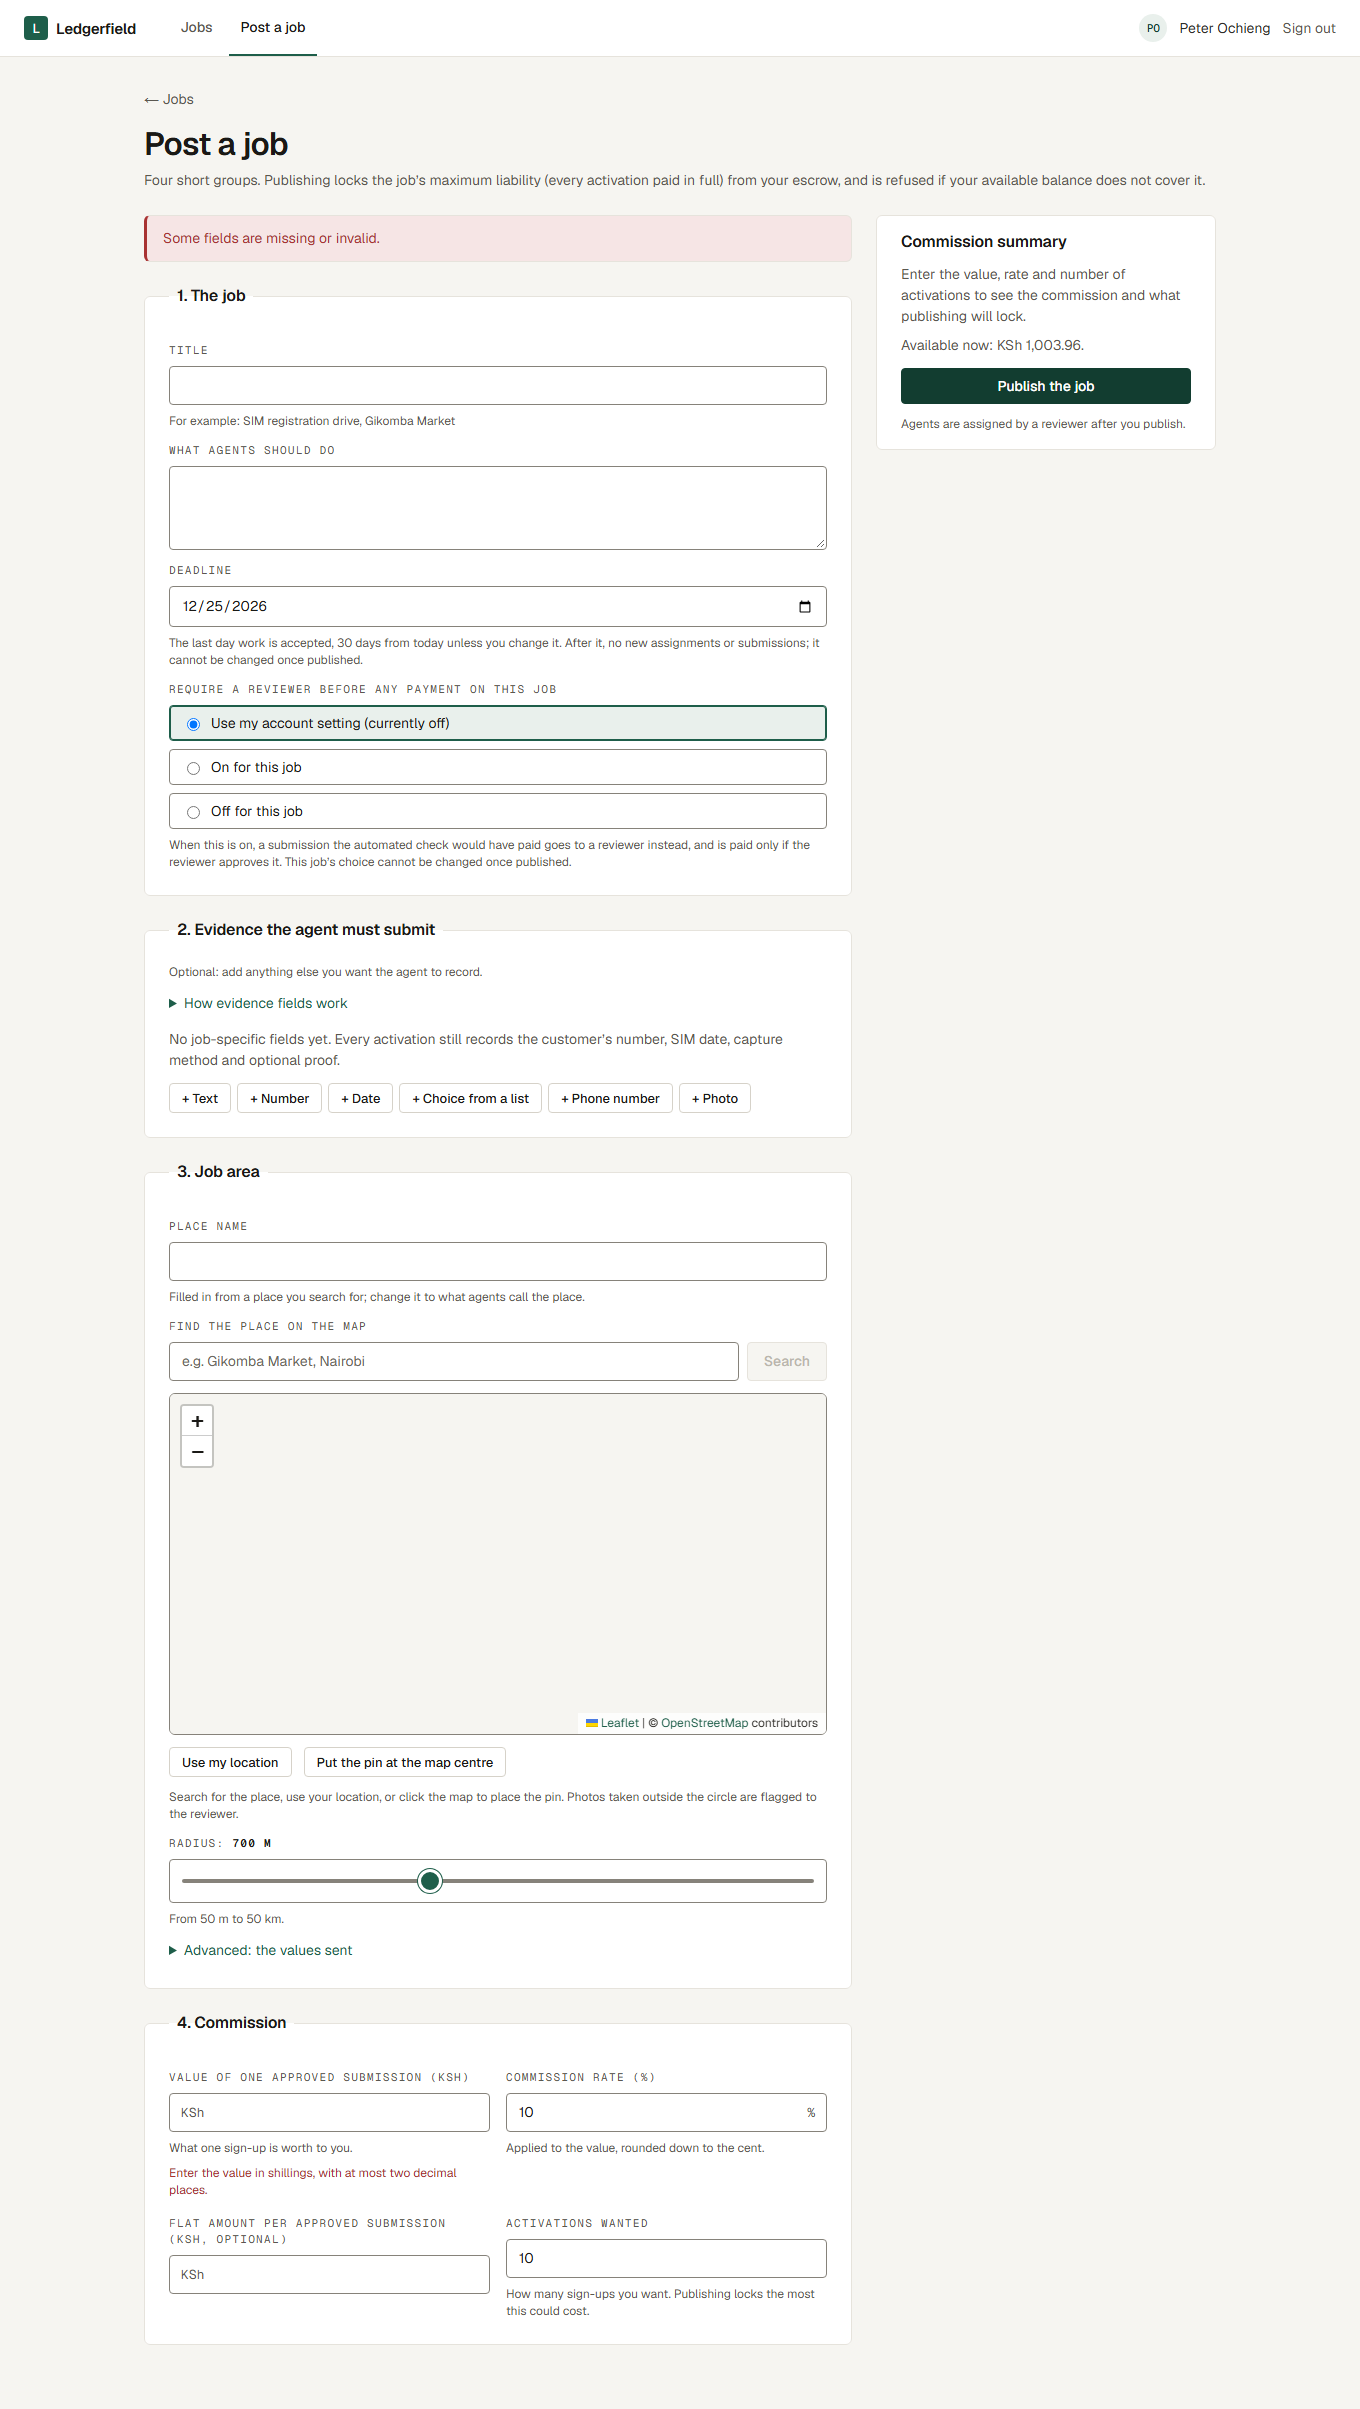 L Ledgerfield Jobs Post a job PO Peter Ochieng Sign out
← Jobs
Post a job
Four short groups. Publishing locks the job's maximum liability (every activation paid in full) from your escrow, and is refused if your available balance does not cover it.
Some fields are missing or invalid.
1. The job
TITLE
For example: SIM registration drive, Gikomba Market
WHAT AGENTS SHOULD DO
DEADLINE
12/25/2026
The last day work is accepted, 30 days from today unless you change it. After it, no new assignments or submissions; it
cannot be changed once published.
REQUIRE A REVIEWER BEFORE ANY PAYMENT ON THIS JOB
Use my account setting (currently off)
On for this job
Off for this job
When this is on, a submission the automated check would have paid goes to a reviewer instead, and is paid only if the
reviewer approves it. This job's choice cannot be changed once published.
2. Evidence the agent must submit
Optional: add anything else you want the agent to record.
How evidence fields work
No job-specific fields yet. Every activation still records the customer's number, SIM date, capture
method and optional proof.
+ Text + Number + Date + Choice from a list + Phone number + Photo
3. Job area
PLACE NAME
Filled in from a place you search for; change it to what agents call the place.
FIND THE PLACE ON THE MAP
e.g. Gikomba Market, Nairobi Search
+
−
Leaflet | © OpenStreetMap contributors
Use my location Put the pin at the map centre
Search for the place, use your location, or click the map to place the pin. Photos taken outside the circle are flagged to
the reviewer.
RADIUS: 700 M
From 50 m to 50 km.
Advanced: the values sent
4. Commission
VALUE OF ONE APPROVED SUBMISSION (KSH)
KSh
What one sign-up is worth to you.
Enter the value in shillings, with at most two decimal
places.
COMMISSION RATE (%)
10 %
Applied to the value, rounded down to the cent.
FLAT AMOUNT PER APPROVED SUBMISSION
(KSH, OPTIONAL)
KSh
ACTIVATIONS WANTED
10
How many sign-ups you want. Publishing locks the most
this could cost.
Commission summary
Enter the value, rate and number of
activations to see the commission and what
publishing will lock.
Available now: KSh 1,003.96.
Publish the job
Agents are assigned by a reviewer after you publish.